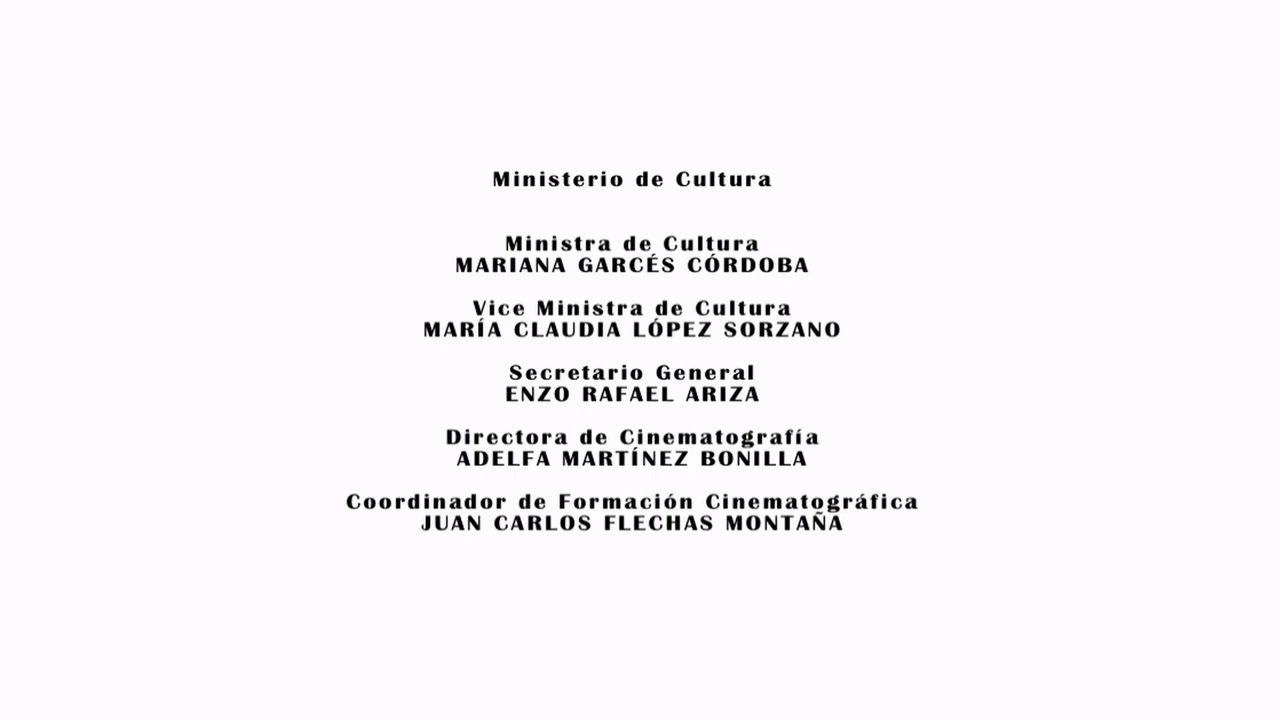 Ministerio de Cultura
Ministra de Cultura
MARIANA GARCÉS CÓRDOBA
Vice Ministra de Cultura
MARÍA CLAUDIA LÓPEZ SORZANO
Secretario General
ENZO RAFAEL ARIZA
Directora de Cinematografía
ADELFA MARTÍNEZ BONILLA
Coordinador de Formación Cinematográfica
JUAN CARLOS FLECHAS MONTAÑA